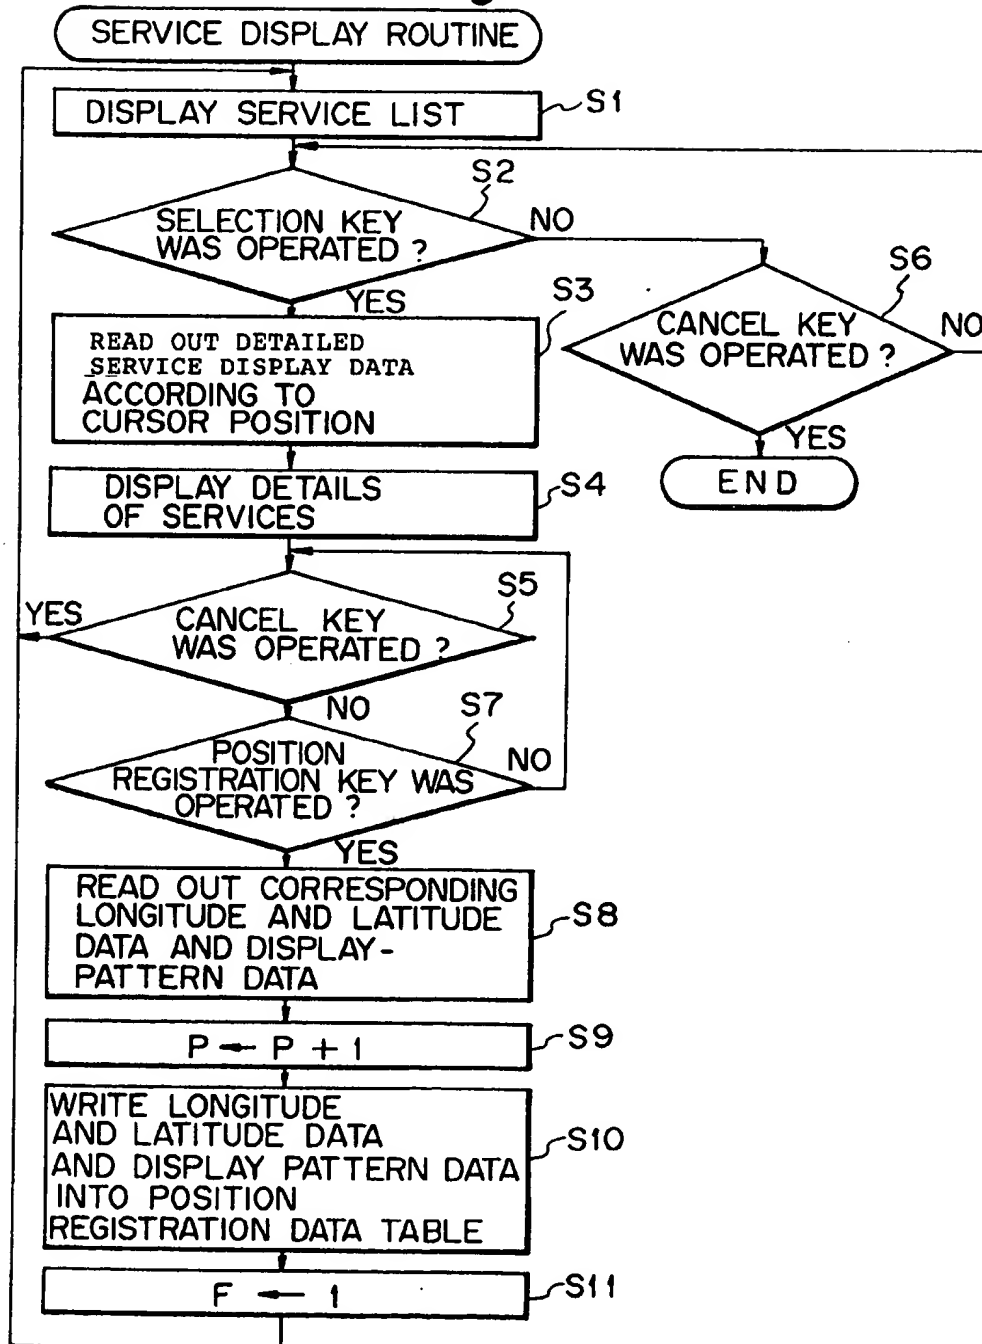 SERVICE DISPLAY ROUTINE
DISPLAY SERVICE LIST
S1
S2
SELECTION KEY
WAS OPERATED ?
NO
YES
S3
READ OUT DETAILED
SERVICE DISPLAY DATA
ACCORDING TO
CURSOR POSITION
S6
CANCEL KEY
WAS OPERATED ?
NO
YES
END
DISPLAY DETAILS
OF SERVICES
S4
S5
YES
CANCEL KEY
WAS OPERATED ?
NO
S7
POSITION
REGISTRATION KEY WAS
OPERATED ?
NO
YES
READ OUT CORRESPONDING
LONGITUDE AND LATITUDE
DATA AND DISPLAY-
PATTERN DATA
S8
P ← P + 1
S9
WRITE LONGITUDE
AND LATITUDE DATA
AND DISPLAY PATTERN DATA
INTO POSITION
REGISTRATION DATA TABLE
S10
F ← 1
S11